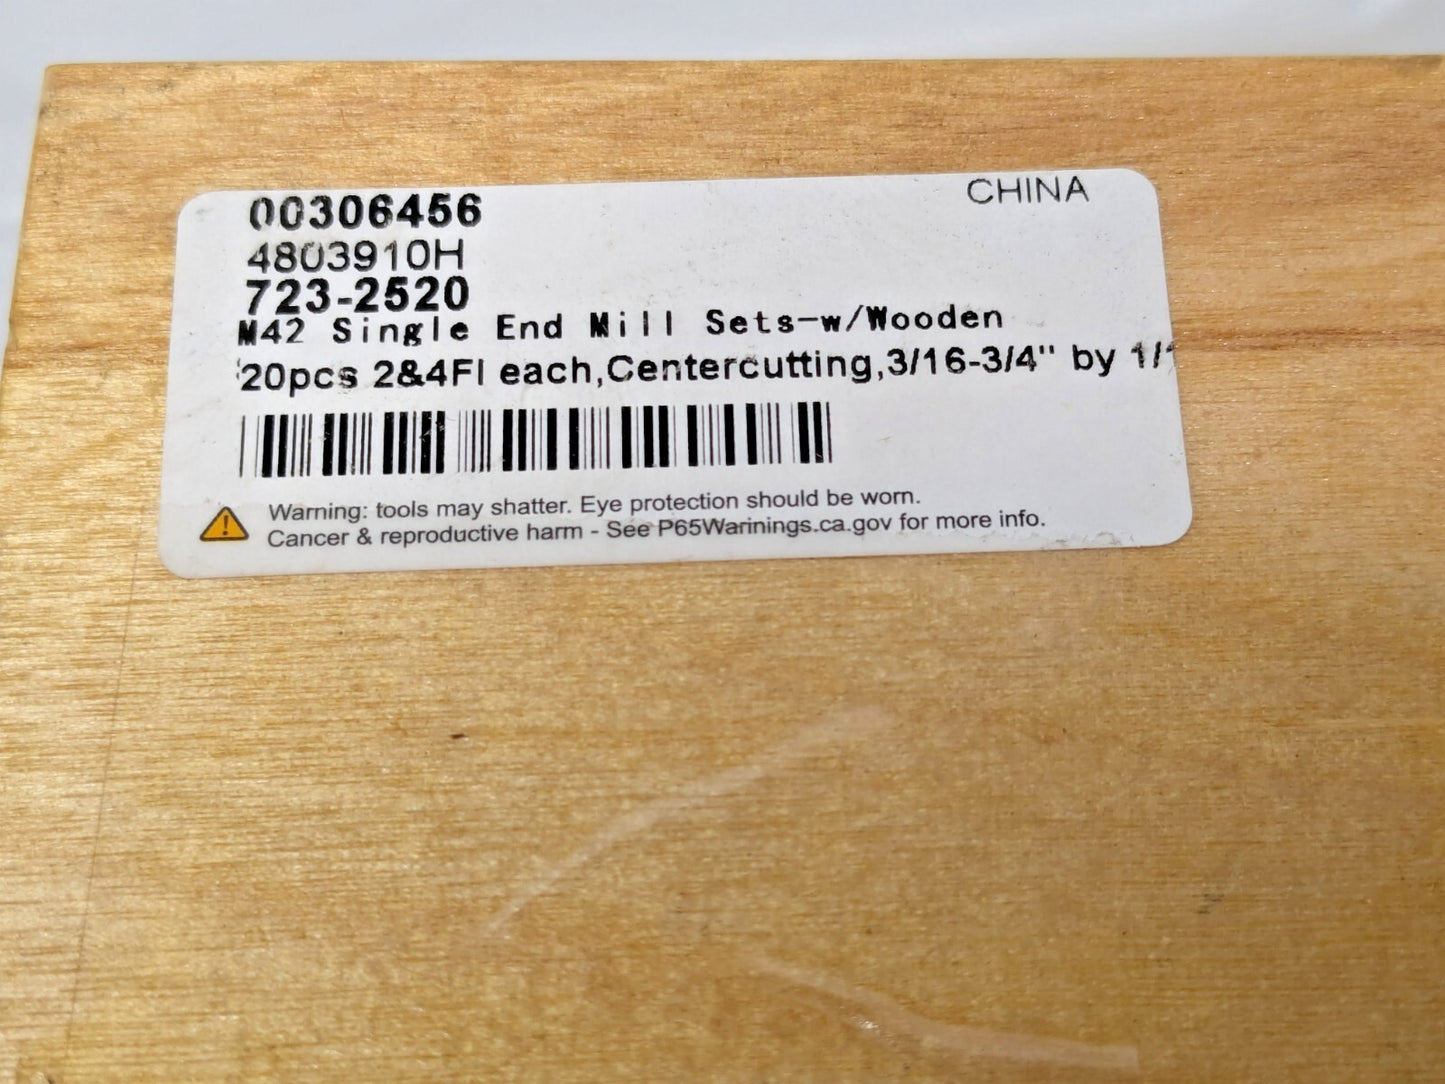 CHINA
00306456
4803910H
723-2520
M42 Single End Mill Sets-w/Wooden
20pcs 2&4Fl each,Centercutting,3/16-3/4" by
Warning: tools may shatter. Eye protection should be worn.
Cancer & reproductive harm - See P65Warinings.ca.gov for more info.